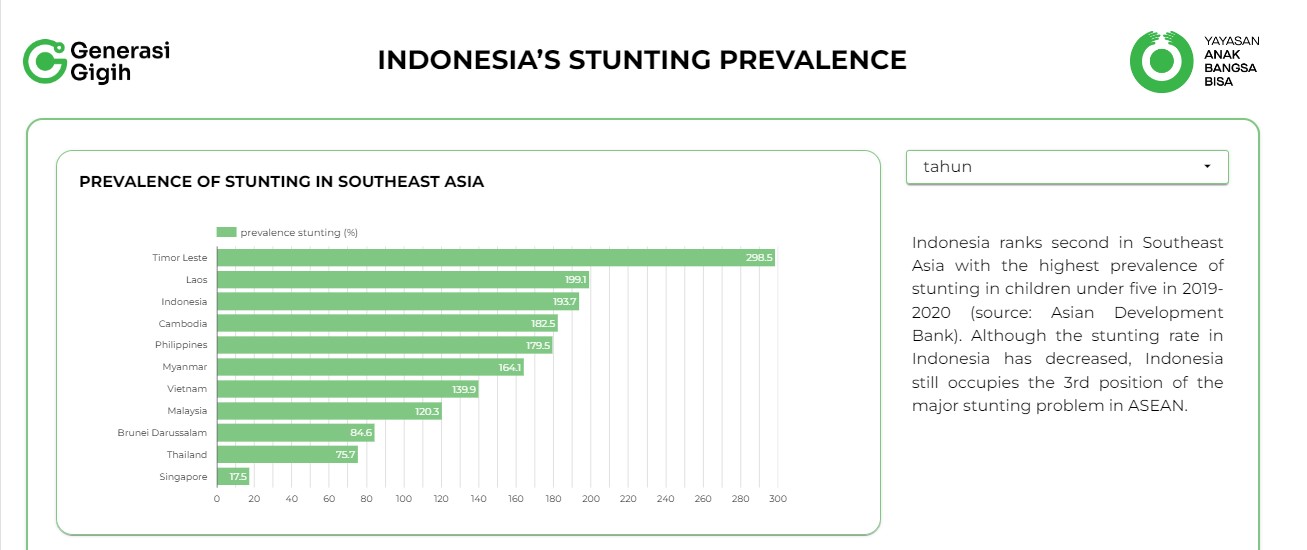 Generasi
Gigih
INDONESIA'S STUNTING PREVALENCE
YAYASAN
ANAK
BANGSA
BISA
PREVALENCE OF STUNTING IN SOUTHEAST ASIA
prevalence stunting (%)
Timor Leste 298.5
Laos 199.1
Indonesia 193.7
Cambodia 182.5
Philippines 179.5
Myanmar 164.1
Vietnam 139.9
Malaysia 120.3
Brunei Darussalam 84.6
Thailand 75.7
Singapore 17.5
0 20 40 60 80 100 120 140 160 180 200 220 240 260 280 300
tahun
Indonesia ranks second in Southeast
Asia with the highest prevalence of
stunting in children under five in 2019-
2020 (source: Asian Development
Bank). Although the stunting rate in
Indonesia has decreased, Indonesia
still occupies the 3rd position of the
major stunting problem in ASEAN.